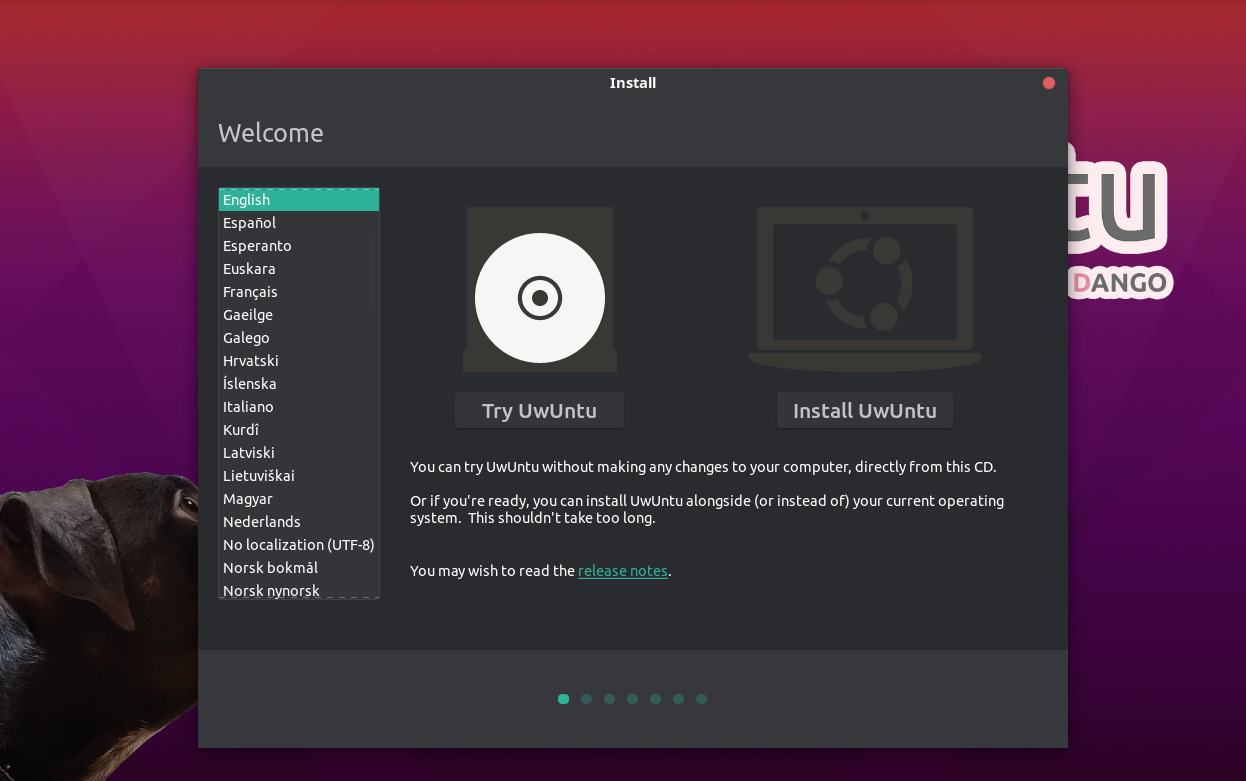 Install
Welcome
English
Español
Esperanto
Euskara
Français
Gaeilge
Galego
Hrvatski
Íslenska
Italiano
Kurdî
Latviski
Lietuviškai
Magyar
Nederlands
No localization (UTF-8)
Norsk bokmål
Norsk nynorsk
Try UwUntu
Install UwUntu
You can try UwUntu without making any changes to your computer, directly from this CD.
Or if you're ready, you can install UwUntu alongside (or instead of) your current operating
system.  This shouldn't take too long.
You may wish to read the release notes.
tu
DANGO